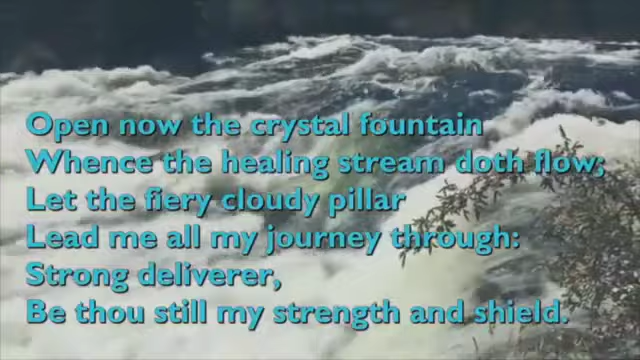 Open now the crystal fountain
Whence the healing stream doth flow;
Let the fiery cloudy pillar
Lead me all my journey through:
Strong deliverer,
Be thou still my strength and shield.